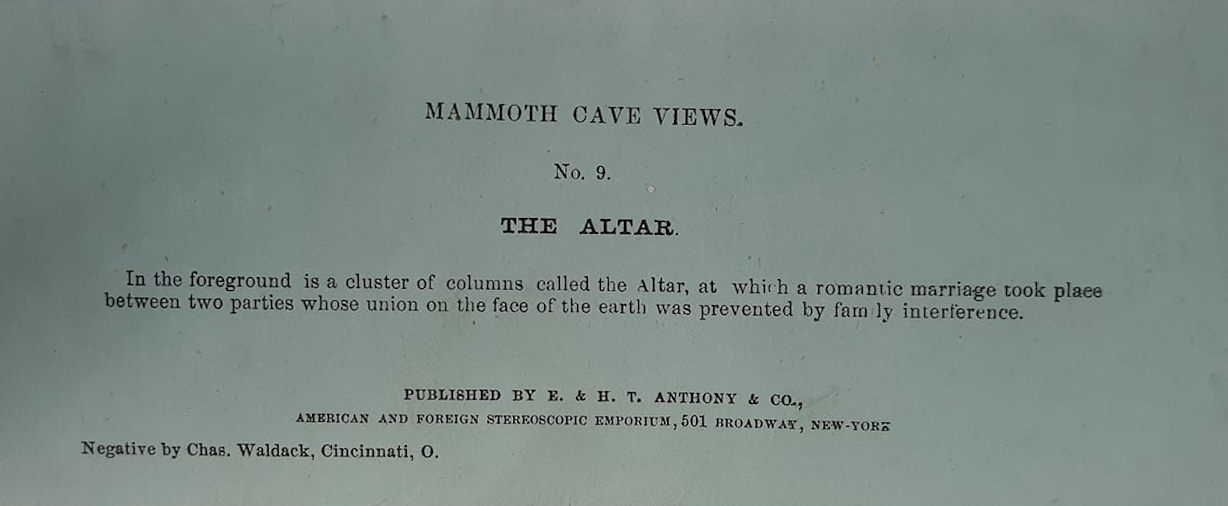 MAMMOTH CAVE VIEWS.
No. 9.
THE ALTAR.
In the foreground is a cluster of columns called the Altar, at which a romantic marriage took place
between two parties whose union on the face of the earth was prevented by fam ly interference.
PUBLISHED BY E. & H. T. ANTHONY & CO.,
AMERICAN AND FOREIGN STEREOSCOPIC EMPORIUM, 501 BROADWAY, NEW-YORK
Negative by Chas. Waldack, Cincinnati, O.